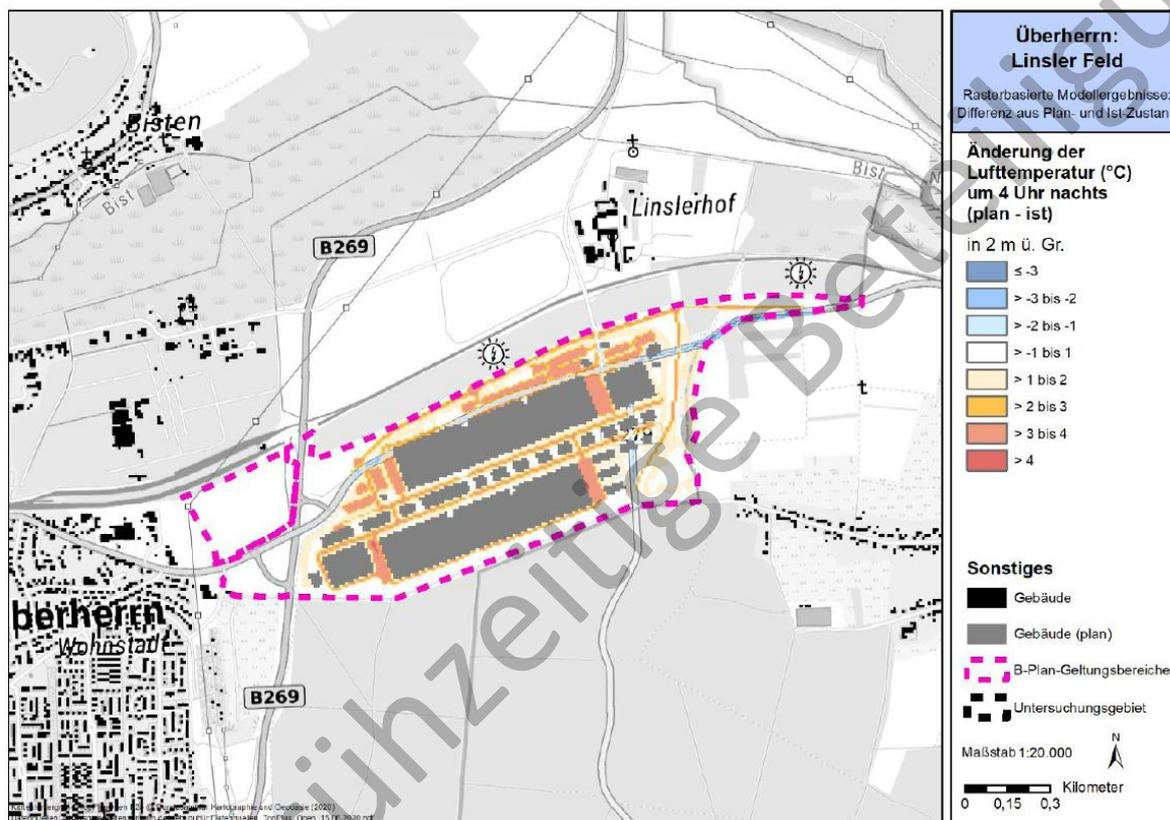 Überherrn:
Linsler Feld
Rasterbasierte Modellergebnisse:
Differenz aus Plan- und Ist-Zustan
Änderung der
Lufttemperatur (°C)
um 4 Uhr nachts
(plan - ist)
in 2 m ü. Gr.
≤ -3
> -3 bis -2
> -2 bis -1
> -1 bis 1
> 1 bis 2
> 2 bis 3
> 3 bis 4
> 4
Sonstiges
Gebäude
Gebäude (plan)
B-Plan-Geltungsbereiche
Untersuchungsgebiet
Maßstab 1:20.000
N
Kilometer
0 0,15 0,3
Bisten
Bist
B269
Linslerhof
Bist
berherrn
Wohnstadt
B269
ühzeitige Beteiligu